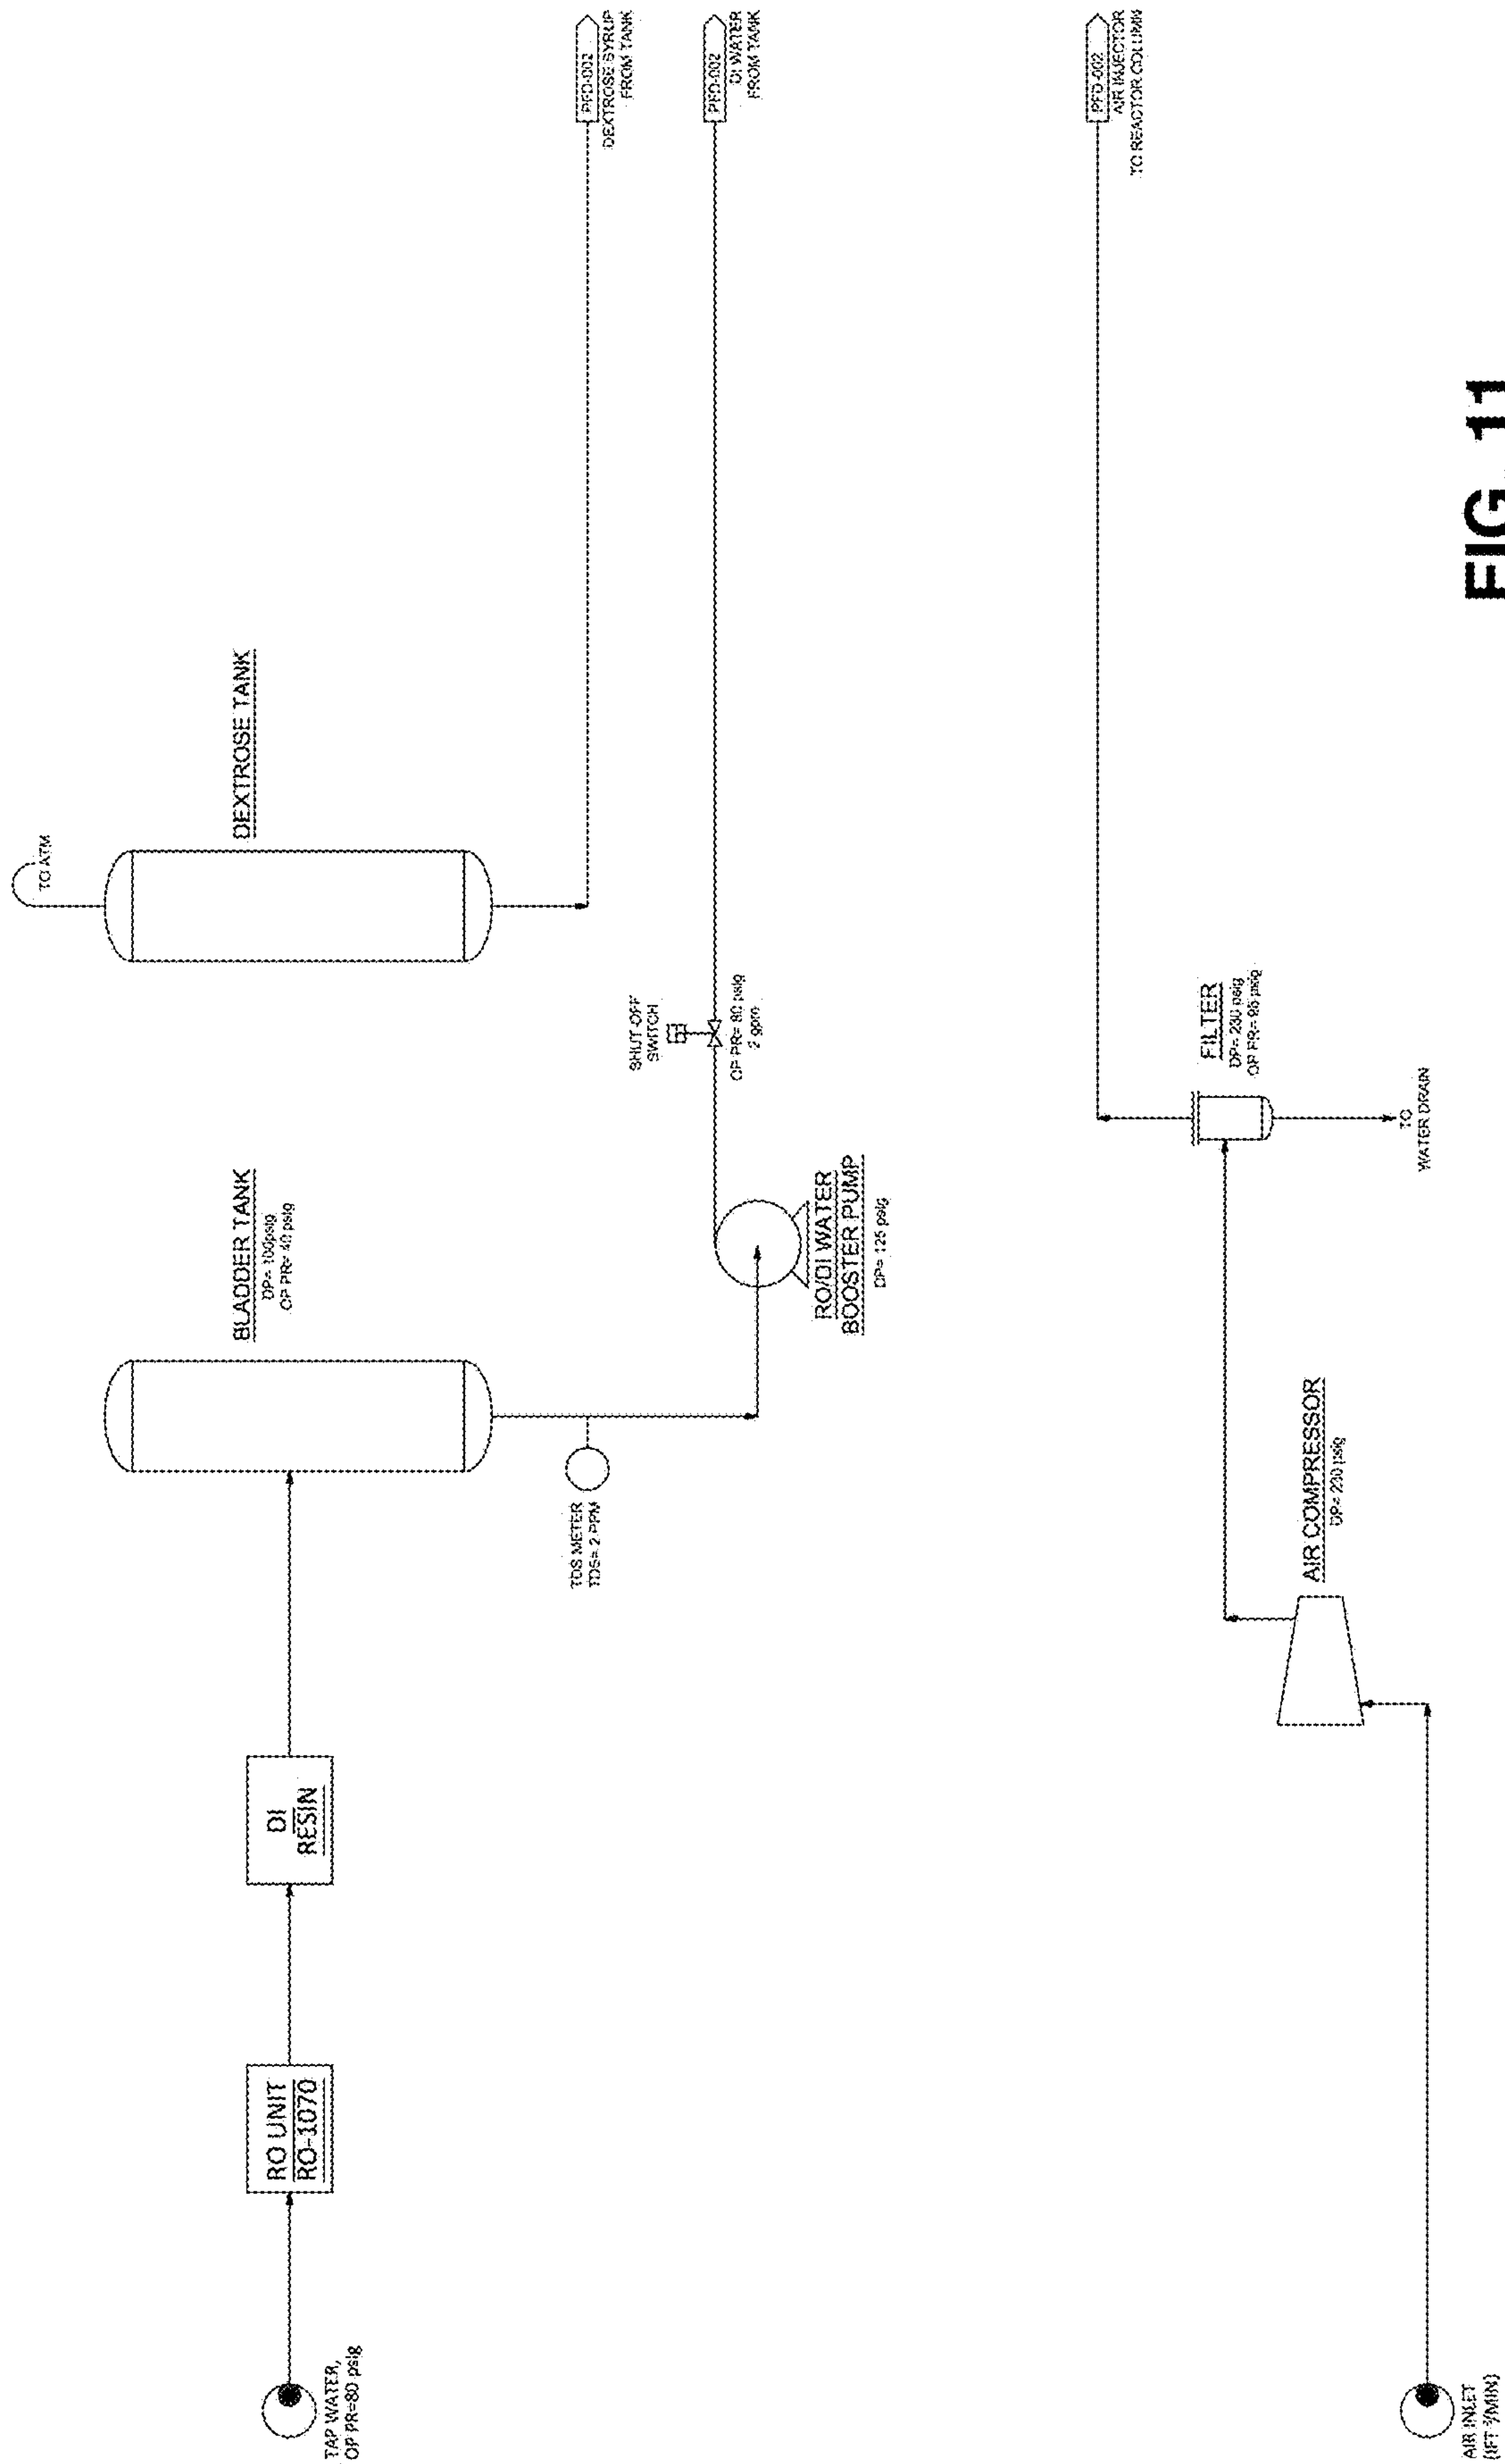 TO ATM
DEXTROSE TANK
PFD-002
DEXTROSE SYRUP
FROM TANK
PFD-002
DI WATER
FROM TANK
TAP WATER,
OP PR=80 psig
RO UNIT
RO-1070
DI
RESIN
BLADDER TANK
DP= 100psig
OP PR= 40 psig
TDS METER
TDS= 2 PPM
RO/DI WATER
BOOSTER PUMP
DP= 125 psig
SHUT-OFF
SWITCH
OP PR= 80 psig
2 gpm
AIR INLET
AIR COMPRESSOR
DP= 230 psig
FILTER
DP= 230 psig
OP PR= 95 psig
TO
WATER DRAIN
PFD-002
AIR INJECTOR
TO REACTOR COLUMN
FIG. 11